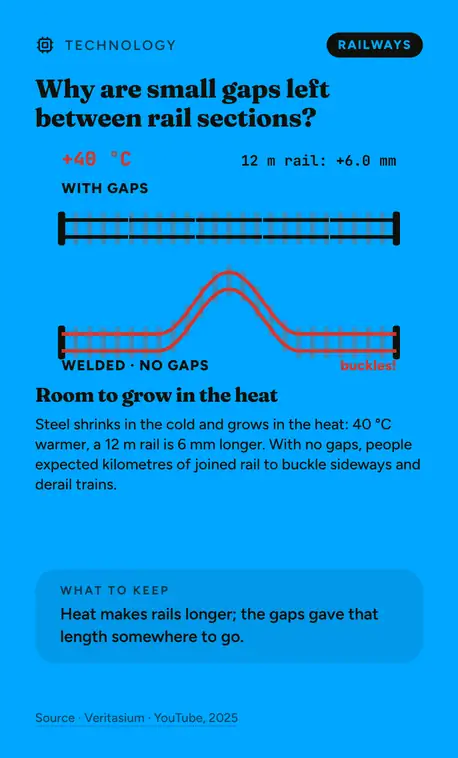 TECHNOLOGY
RAILWAYS
Why are small gaps left
between rail sections?
+40 °C
12 m rail: +6.0 mm
WITH GAPS
WELDED · NO GAPS
buckles!
Room to grow in the heat
Steel shrinks in the cold and grows in the heat: 40 °C
warmer, a 12 m rail is 6 mm longer. With no gaps, people
expected kilometres of joined rail to buckle sideways and
derail trains.
WHAT TO KEEP
Heat makes rails longer; the gaps gave that
length somewhere to go.
Source · Veritasium · YouTube, 2025